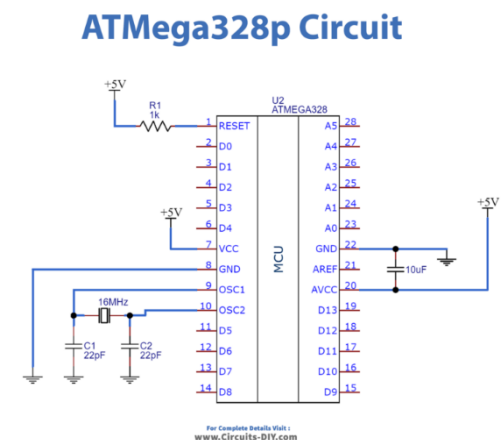 ATMega328p Circuit
+5V
R1
1k
U2
ATMEGA328
1 RESET
2 D0
3 D1
4 D2
5 D3
6 D4
+5V
7 VCC
8 GND
9 OSC1
10 OSC2
11 D5
12 D6
13 D7
14 D8
MCU
A5 28
A4 27
A3 26
A2 25
A1 24
A0 23
GND 22
AREF 21
AVCC 20
D13 19
D12 18
D11 17
D10 16
D9 15
+5V
10uF
16MHz
C1
22pF
C2
22pF
For Complete Details Visit :
www.Circuits-DIY.com